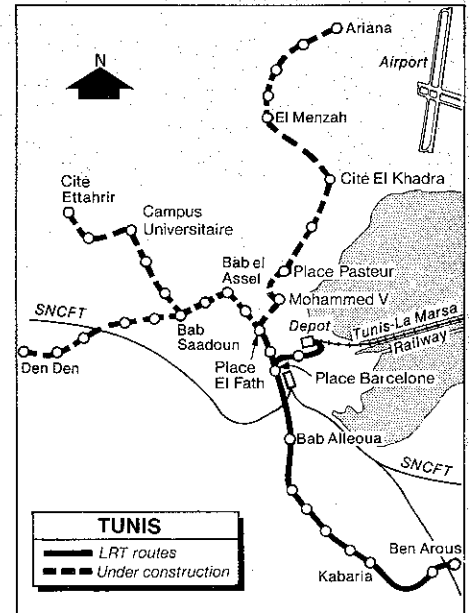 Ariana
Airport
N
El Menzah
Cité El Khadra
Cité
Ettahrir
Campus
Universitaire
Bab el
Assel
Place Pasteur
Mohammed V
SNCFT
Depot
Tunis-La Marsa
Railway
Bab
Saadoun
Place
El Fath
Den Den
Place Barcelone
Bab Alleoua
SNCFT
TUNIS
LRT routes
Under construction
Ben Arous
Kabaria